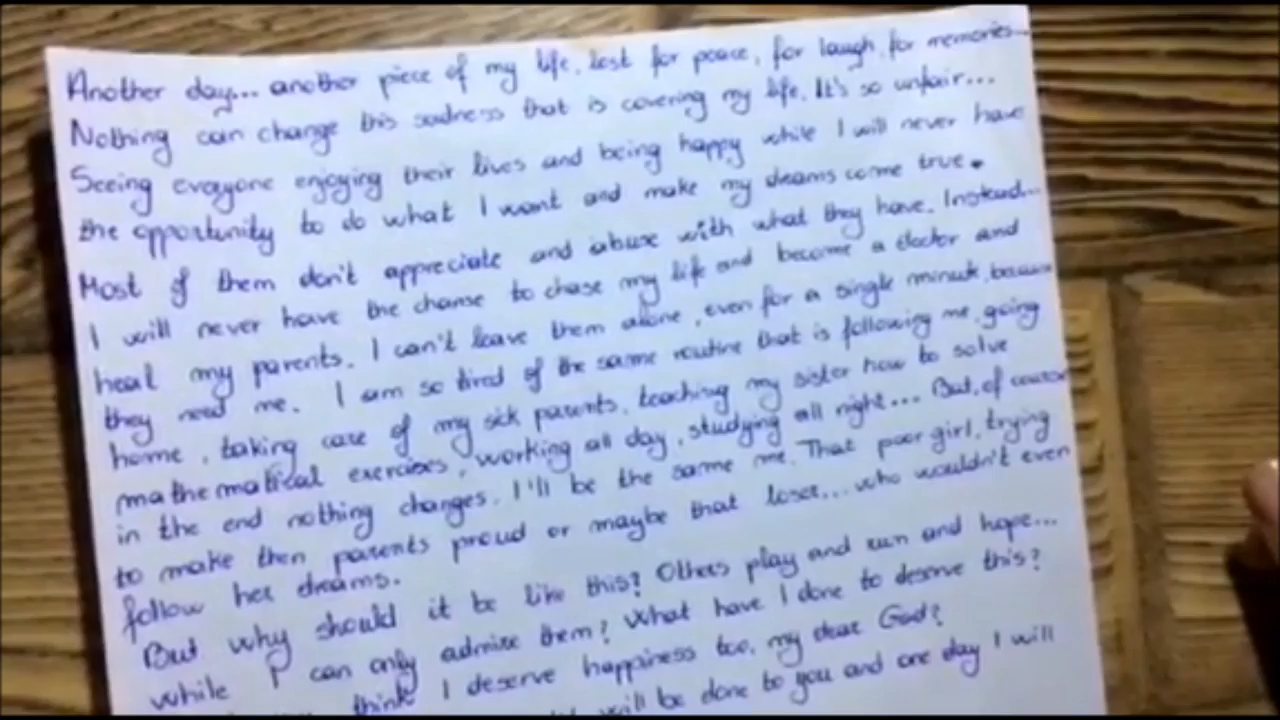 Another day... another piece of my life, lost for peace, for laugh, for memories...
Nothing can change this sadness that is covering my life. It's so unfair...
Seeing everyone enjoying their lives and being happy while I will never have
the opportunity to do what I want and make my dreams come true.
Most of them don't appreciate and abuse with what they have. Instead...
I will never have the chanse to chase my life and become a doctor and
heal my parents. I can't leave them alone, even for a single minute, because
they need me. I am so tired of the same routine that is following me, going
home, taking care of my sick parents, teaching my sister how to solve
mathematical exercises, working all day, studying all night... But, of course
in the end nothing changes. I'll be the same me. That poor girl, trying
to make then parents proud or maybe that loser... who wouldn't even
follow her dreams.
But why should it be like this? Others play and run and hope...
while I can only admire them? What have I done to deserve this?
think I deserve happiness too, my dear God?
will be done to you and one day I will